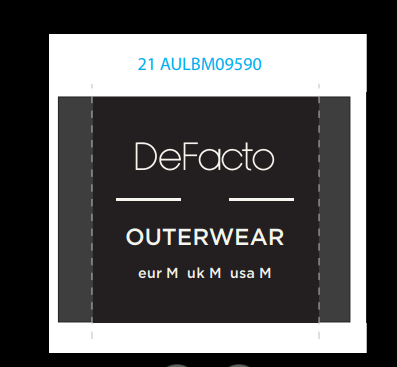 21 AULBM09590
DeFacto
OUTERWEAR
eur M uk M usa M